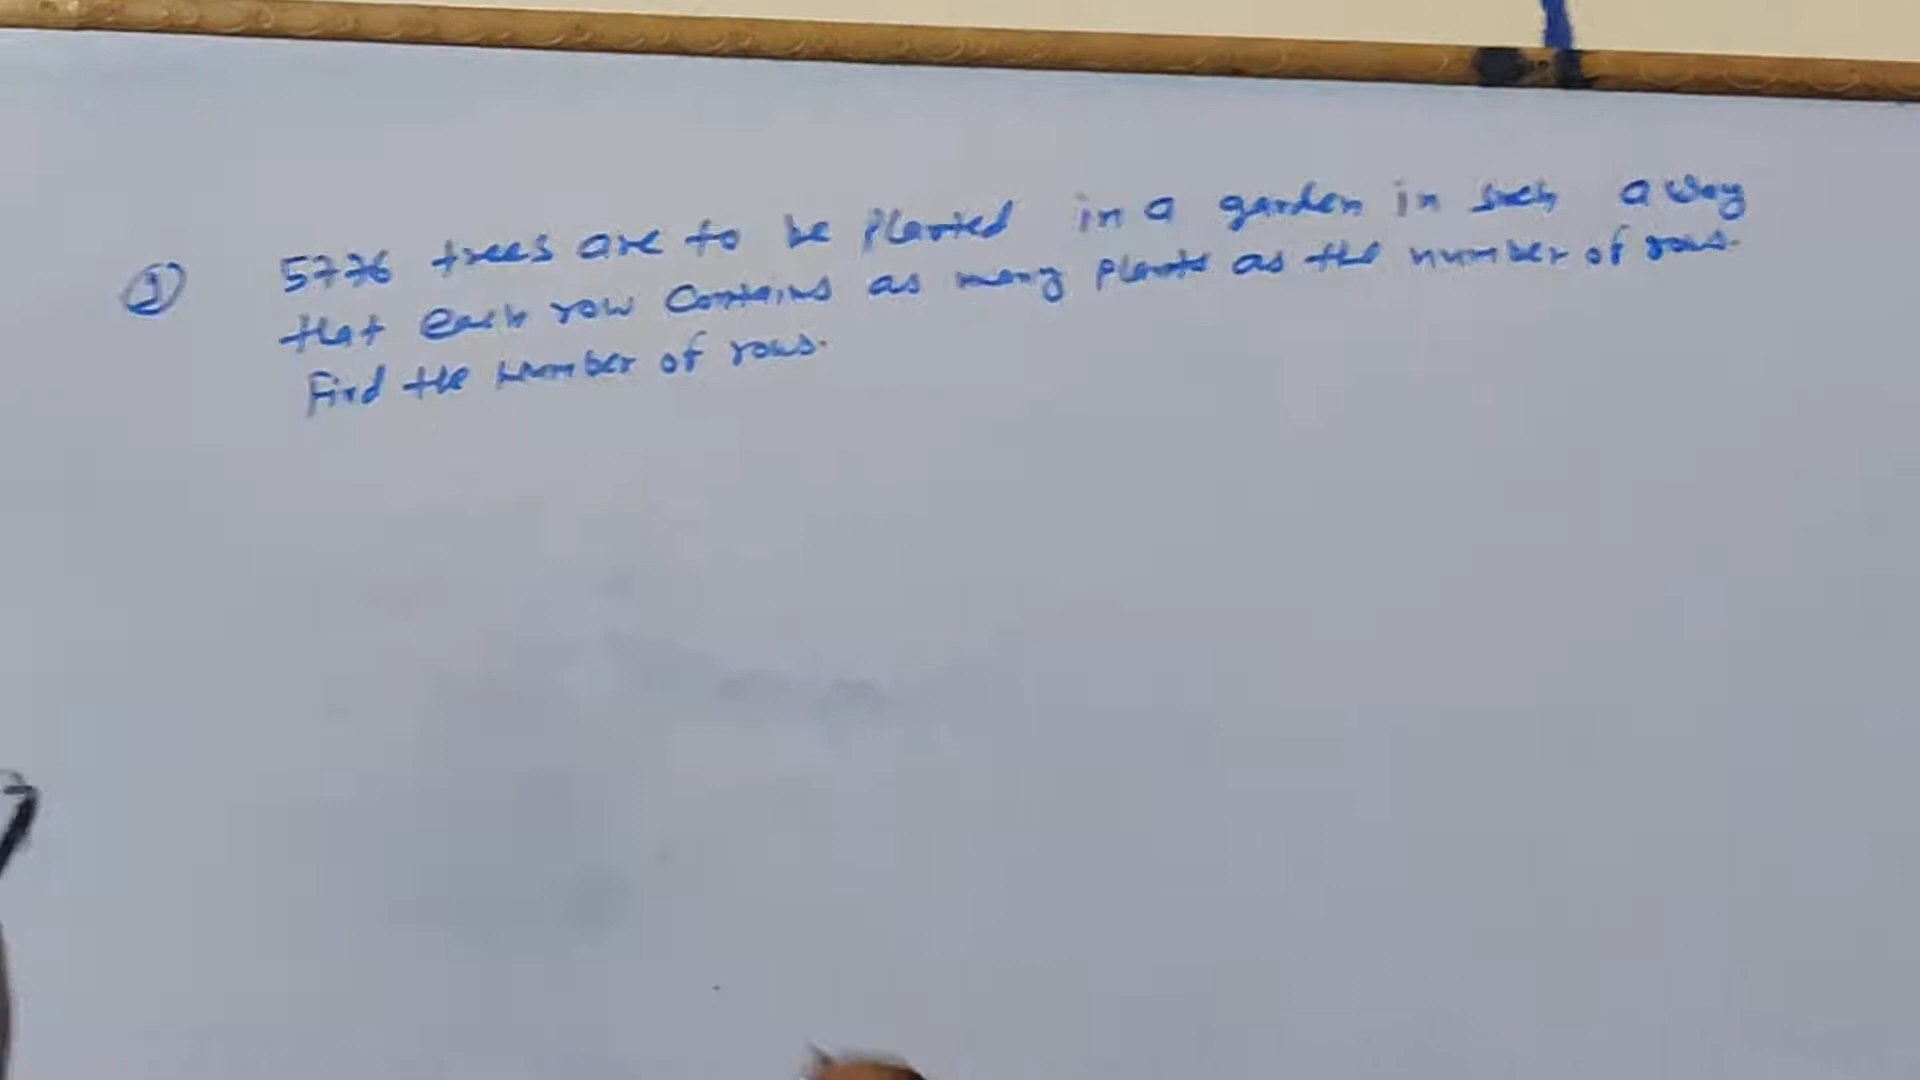 ① 5776 trees are to be planted in a garden in such a way
that each row contains as many plants as the number of rows.
Find the number of rows.